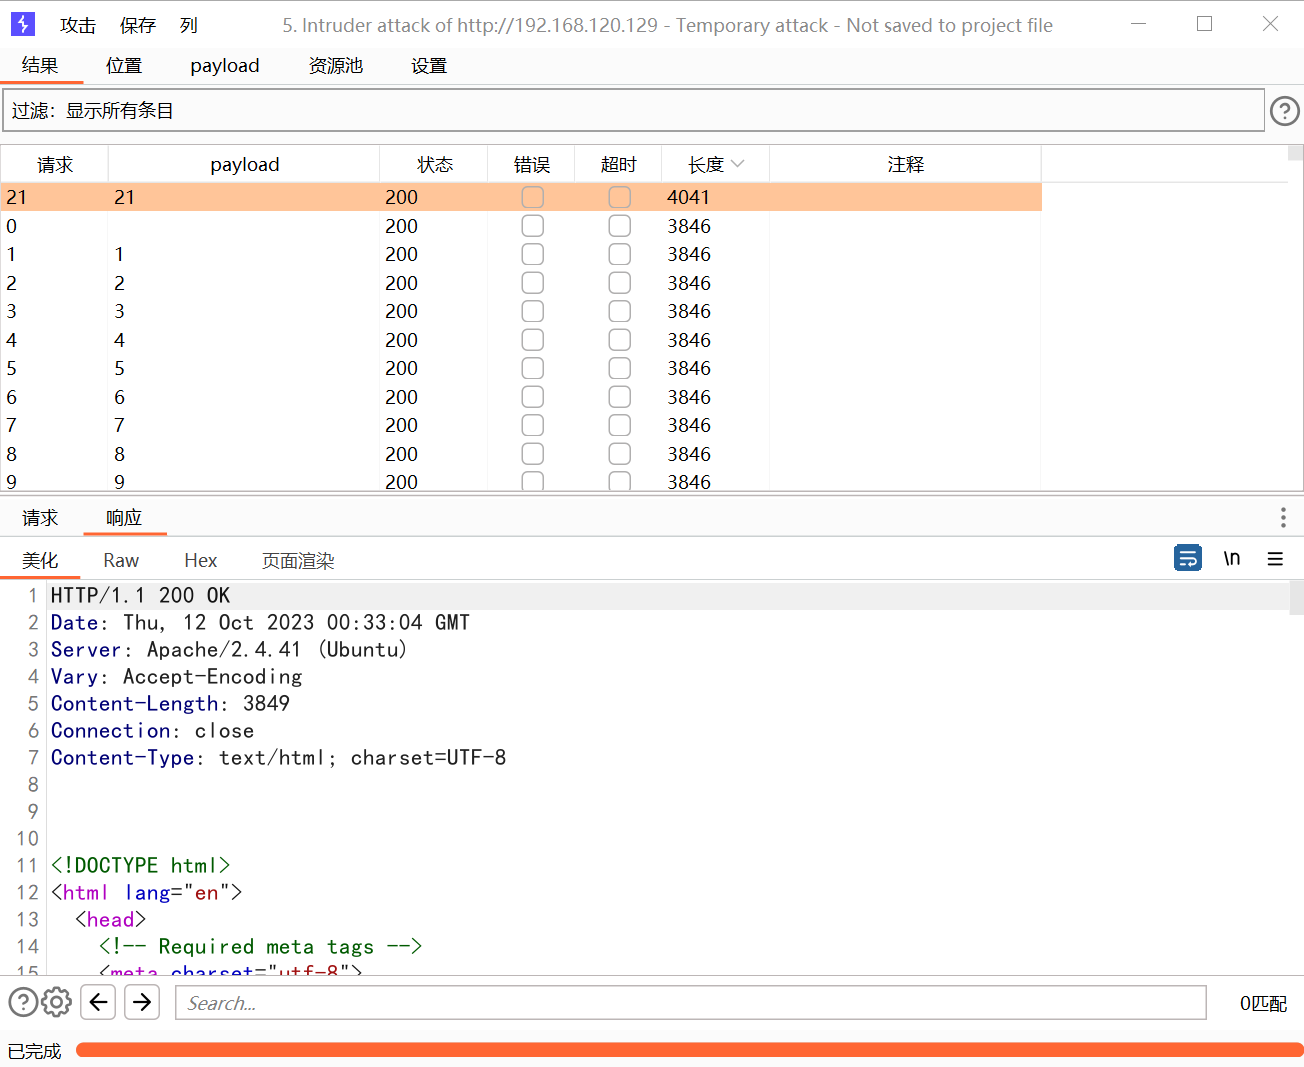 攻击 保存 列 5. Intruder attack of http://192.168.120.129 - Temporary attack - Not saved to project file
结果 位置 payload 资源池 设置
过滤：显示所有条目
请求 payload 状态 错误 超时 长度 注释
21 21 200 4041
0 200 3846
1 1 200 3846
2 2 200 3846
3 3 200 3846
4 4 200 3846
5 5 200 3846
6 6 200 3846
7 7 200 3846
8 8 200 3846
9 9 200 3846
请求 响应
美化 Raw Hex 页面渲染 \n
1 HTTP/1.1 200 OK
2 Date: Thu, 12 Oct 2023 00:33:04 GMT
3 Server: Apache/2.4.41 (Ubuntu)
4 Vary: Accept-Encoding
5 Content-Length: 3849
6 Connection: close
7 Content-Type: text/html; charset=UTF-8
8
9
10
11 <!DOCTYPE html>
12 <html lang="en">
13 <head>
14 <!-- Required meta tags -->
15 <meta charset="utf-8">
Search... 0匹配
已完成